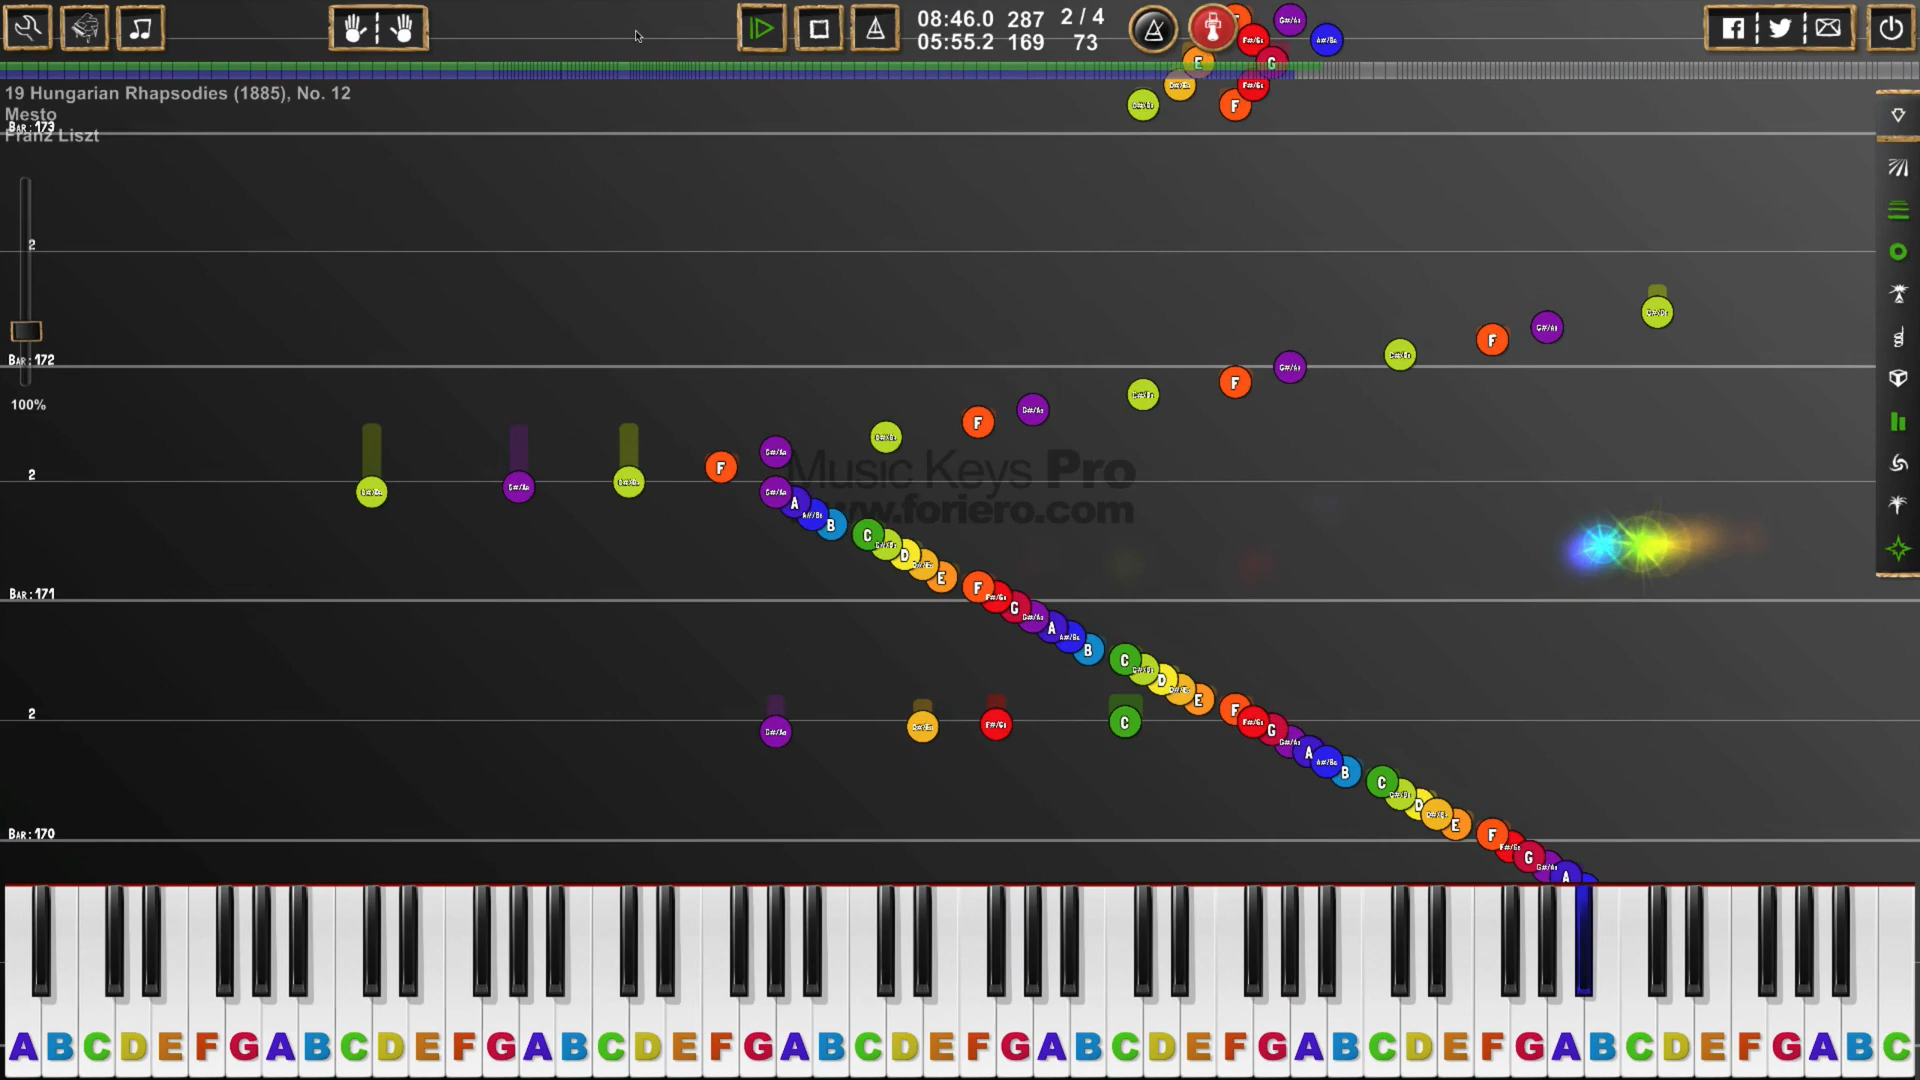 08:46.0 287 2 / 4
05:55.2 169 73
19 Hungarian Rhapsodies (1885), No. 12
Mesto
Bar: 173
Franz Liszt
2
Bar: 172
100%
2
Bar: 171
2
Bar: 170
Music Keys Pro
www.foriero.com
E G
F
F
F
F
F
F
A
B
C
D
E
F
G
A
B
C
D
E
F
G
C
A
B
C
D
E
F
G
A
A B C D E F G A B C D E F G A B C D E F G A B C D E F G A B C D E F G A B C D E F G A B C D E F G A B C